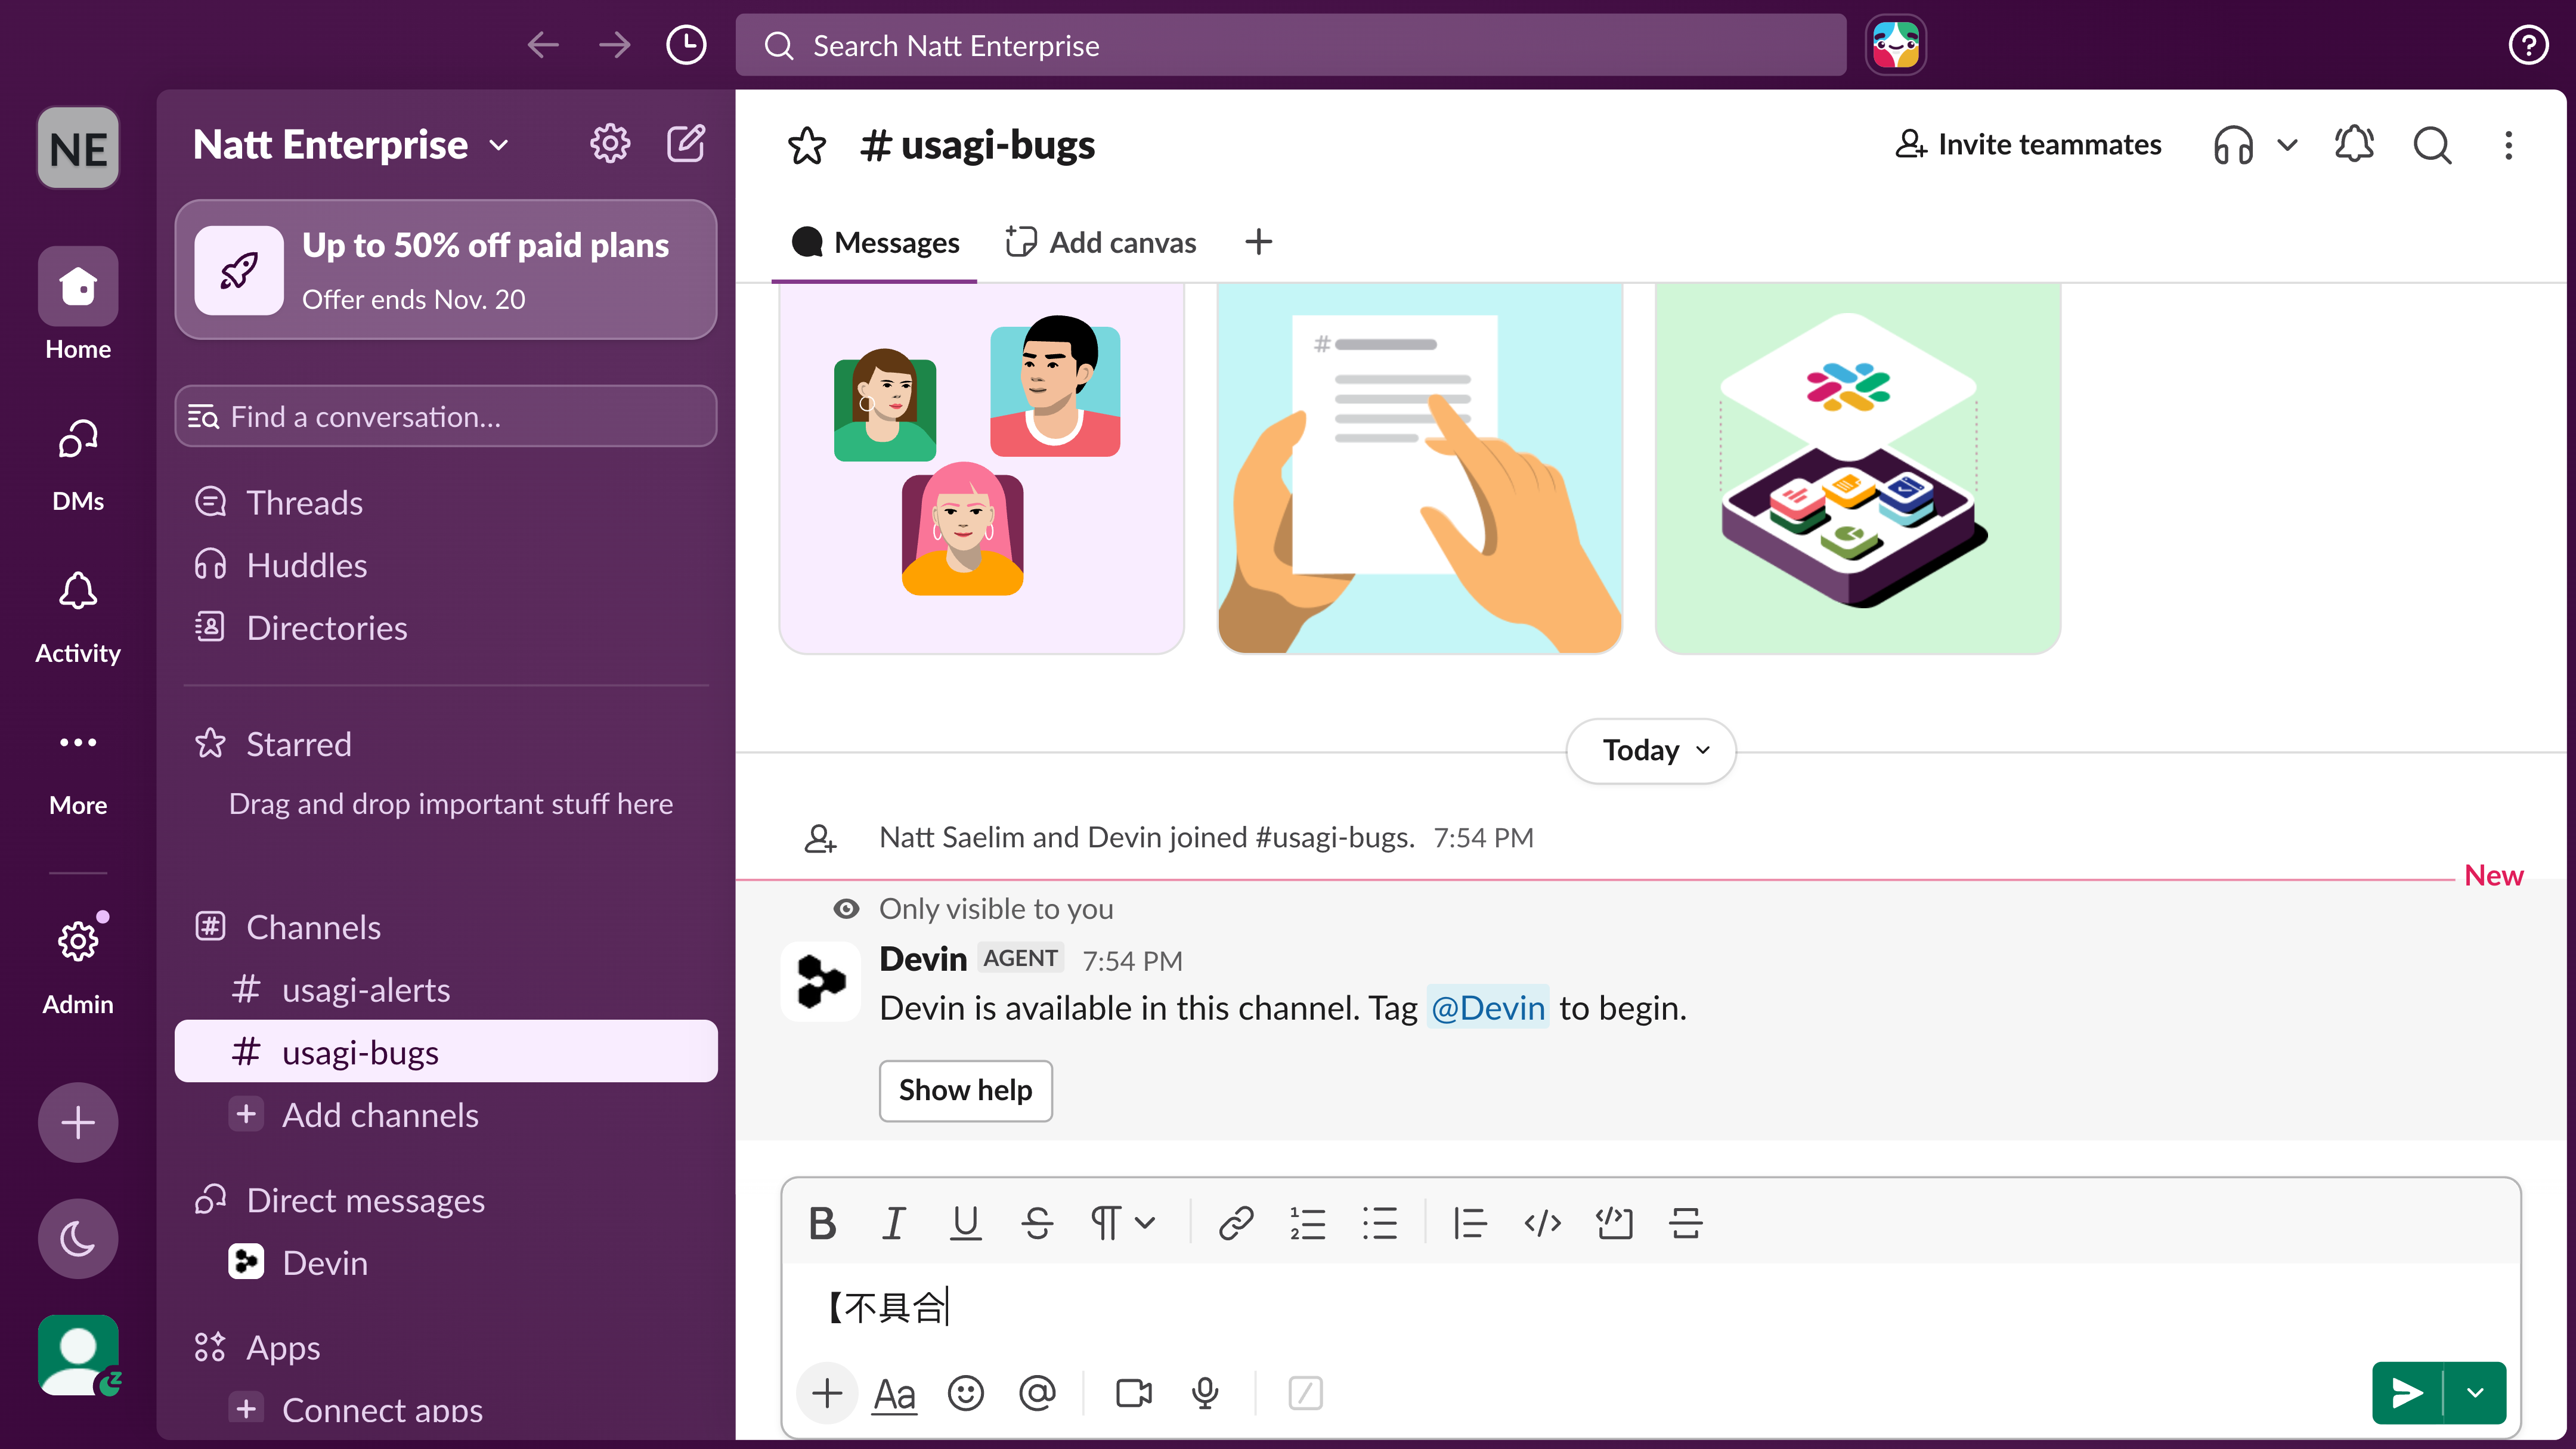 Search Natt Enterprise
NE
Home
DMs
Activity
More
Admin
Natt Enterprise
Up to 50% off paid plans
Offer ends Nov. 20
Find a conversation...
Threads
Huddles
Directories
Starred
Drag and drop important stuff here
Channels
# usagi-alerts
# usagi-bugs
+ Add channels
Direct messages
Devin
Apps
+ Connect apps
# usagi-bugs
Invite teammates
Messages
Add canvas
+
#
Today
Natt Saelim and Devin joined #usagi-bugs. 7:54 PM
New
Only visible to you
Devin AGENT 7:54 PM
Devin is available in this channel. Tag @Devin to begin.
Show help
【不具合
Aa